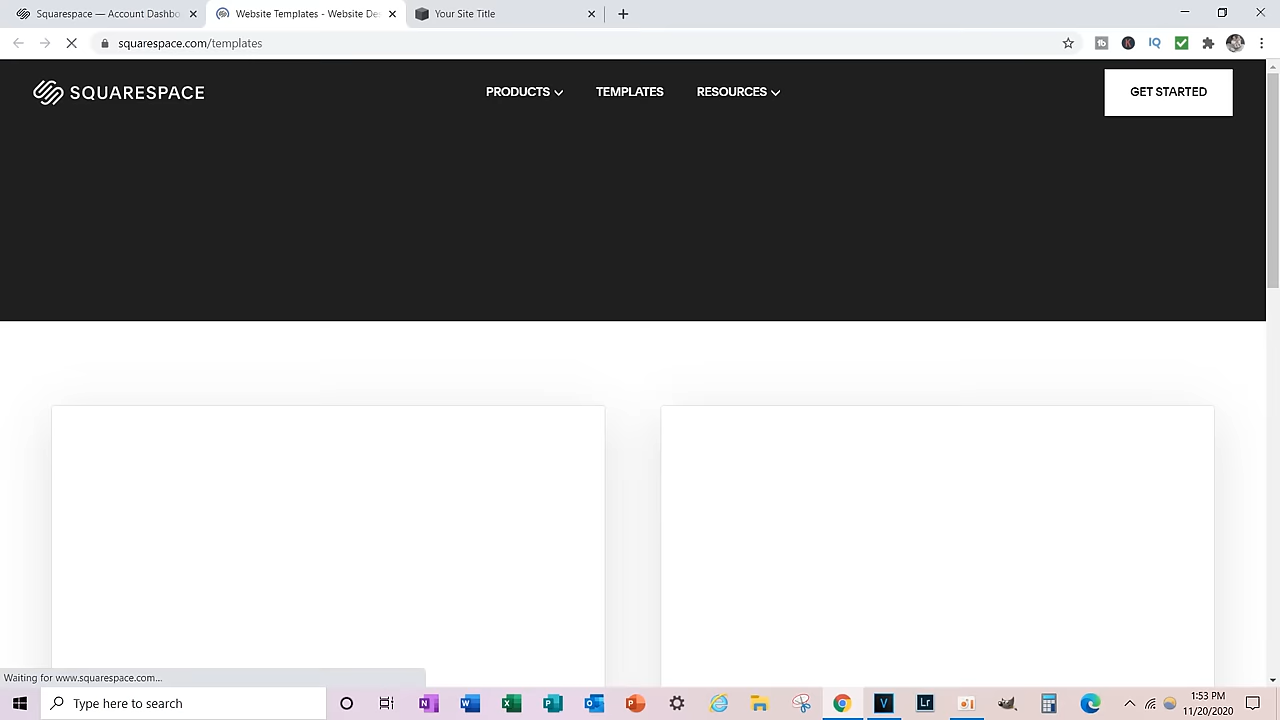 Squarespace — Account Dashbo
Website Templates - Website De
Your Site Title
squarespace.com/templates
SQUARESPACE
PRODUCTS
TEMPLATES
RESOURCES
GET STARTED
Waiting for www.squarespace.com...
Type here to search
1:53 PM
11/20/2020